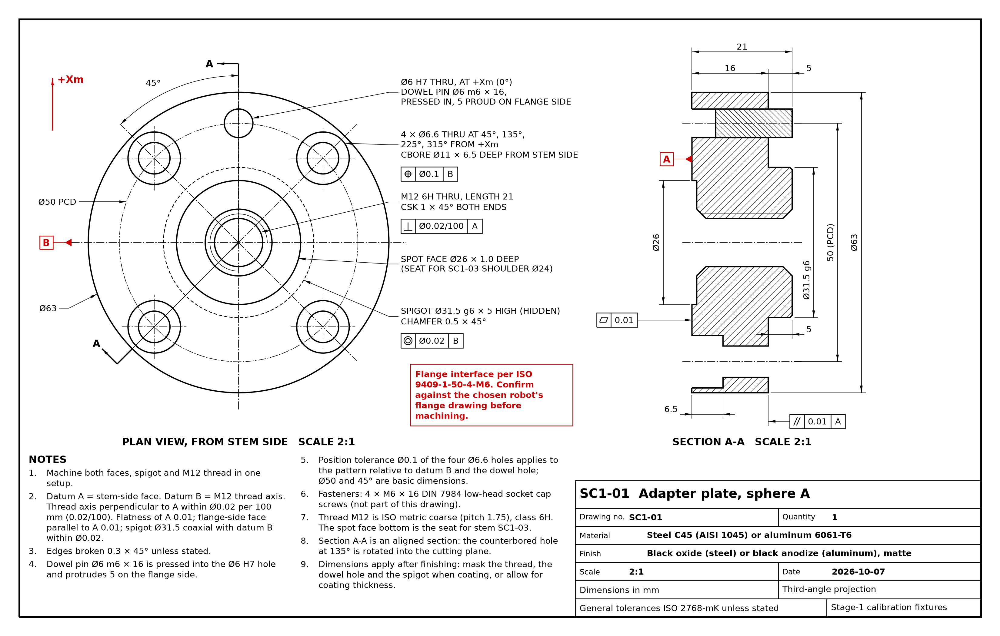 A
+Xm
45°
Ø6 H7 THRU, AT +Xm (0°)
DOWEL PIN Ø6 m6 × 16,
PRESSED IN, 5 PROUD ON FLANGE SIDE
4 × Ø6.6 THRU AT 45°, 135°,
225°, 315° FROM +Xm
CBORE Ø11 × 6.5 DEEP FROM STEM SIDE
⌖ Ø0.1 B
Ø50 PCD
M12 6H THRU, LENGTH 21
CSK 1 × 45° BOTH ENDS
⊥ Ø0.02/100 A
B
SPOT FACE Ø26 × 1.0 DEEP
(SEAT FOR SC1-03 SHOULDER Ø24)
Ø63
SPIGOT Ø31.5 g6 × 5 HIGH (HIDDEN)
CHAMFER 0.5 × 45°
◎ Ø0.02 B
A
Flange interface per ISO
9409-1-50-4-M6. Confirm
against the chosen robot's
flange drawing before
machining.
PLAN VIEW, FROM STEM SIDE SCALE 2:1
21
16
5
A
Ø26
50 (PCD)
Ø63
Ø31.5 g6
▱ 0.01
5
6.5
// 0.01 A
SECTION A-A SCALE 2:1
NOTES
1. Machine both faces, spigot and M12 thread in one
setup.
2. Datum A = stem-side face. Datum B = M12 thread axis.
Thread axis perpendicular to A within Ø0.02 per 100
mm (0.02/100). Flatness of A 0.01; flange-side face
parallel to A 0.01; spigot Ø31.5 coaxial with datum B
within Ø0.02.
3. Edges broken 0.3 × 45° unless stated.
4. Dowel pin Ø6 m6 × 16 is pressed into the Ø6 H7 hole
and protrudes 5 on the flange side.
5. Position tolerance Ø0.1 of the four Ø6.6 holes applies to
the pattern relative to datum B and the dowel hole;
Ø50 and 45° are basic dimensions.
6. Fasteners: 4 × M6 × 16 DIN 7984 low-head socket cap
screws (not part of this drawing).
7. Thread M12 is ISO metric coarse (pitch 1.75), class 6H.
The spot face bottom is the seat for stem SC1-03.
8. Section A-A is an aligned section: the counterbored hole
at 135° is rotated into the cutting plane.
9. Dimensions apply after finishing: mask the thread, the
dowel hole and the spigot when coating, or allow for
coating thickness.
SC1-01 Adapter plate, sphere A
Drawing no. SC1-01 Quantity 1
Material Steel C45 (AISI 1045) or aluminum 6061-T6
Finish Black oxide (steel) or black anodize (aluminum), matte
Scale 2:1 Date 2026-10-07
Dimensions in mm Third-angle projection
General tolerances ISO 2768-mK unless stated Stage-1 calibration fixtures